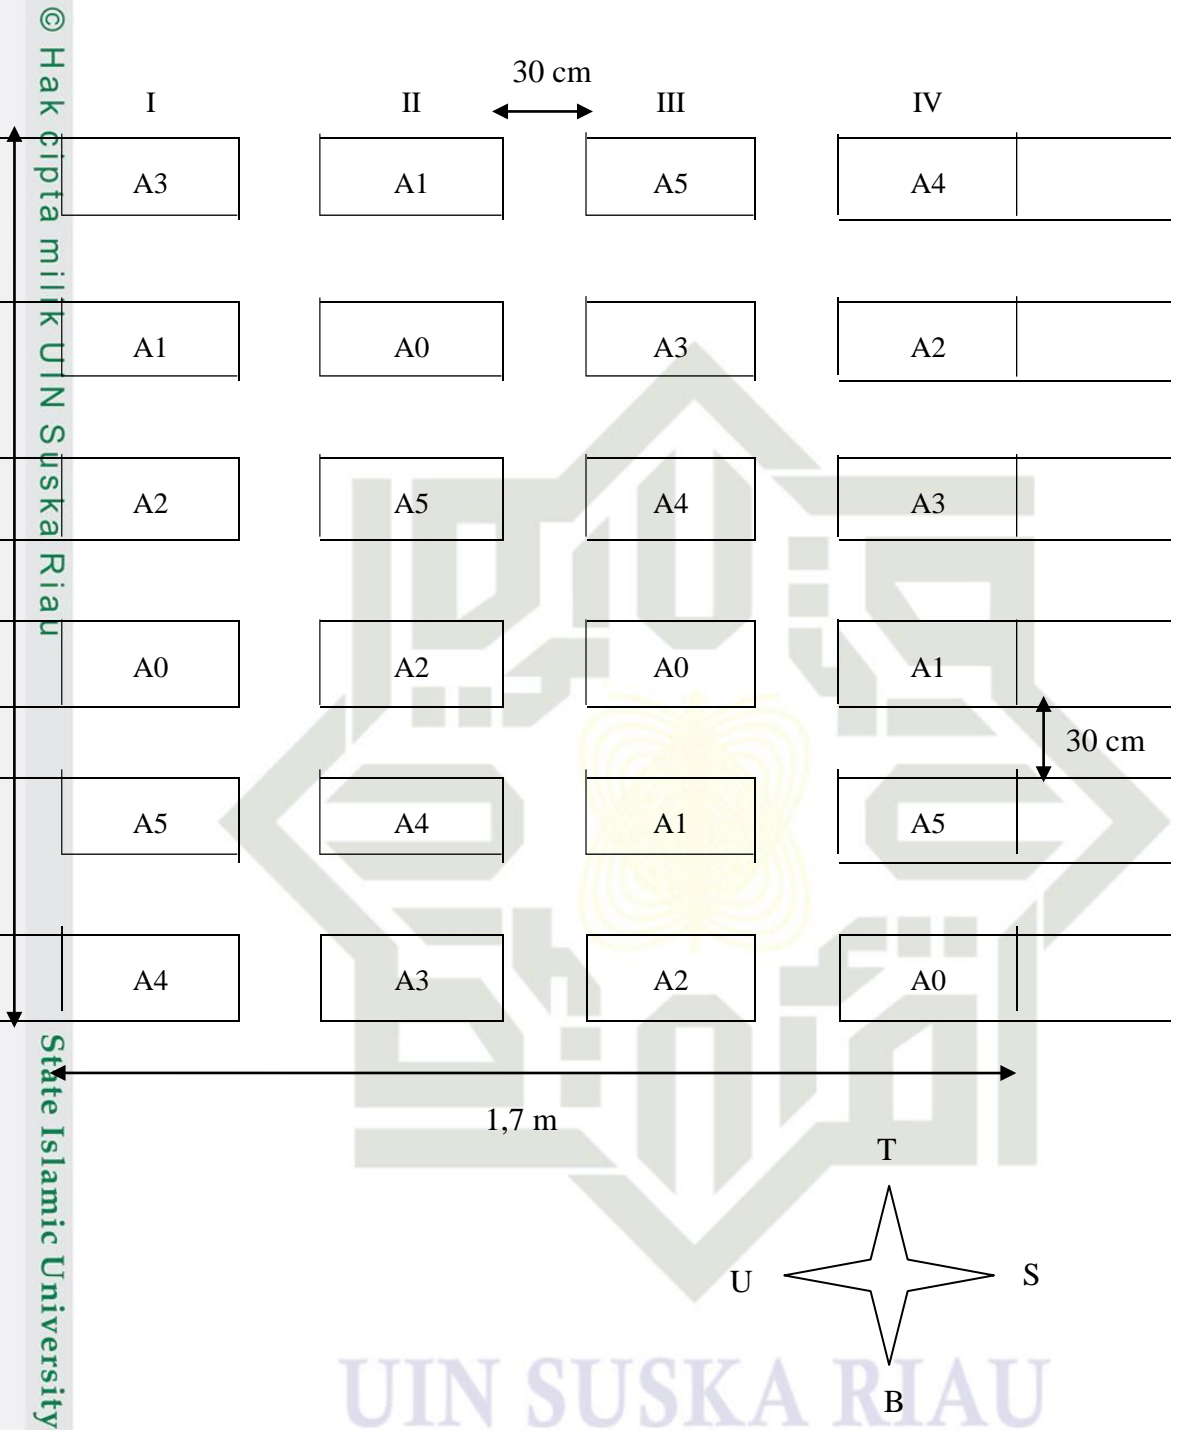 © Hak cipta milik UIN Suska Riau
State Islamic University
30 cm
I II III IV
A3 A1 A5 A4
A1 A0 A3 A2
A2 A5 A4 A3
A0 A2 A0 A1
30 cm
A5 A4 A1 A5
A4 A3 A2 A0
1,7 m
T
U S
B
UIN SUSKA RIAU